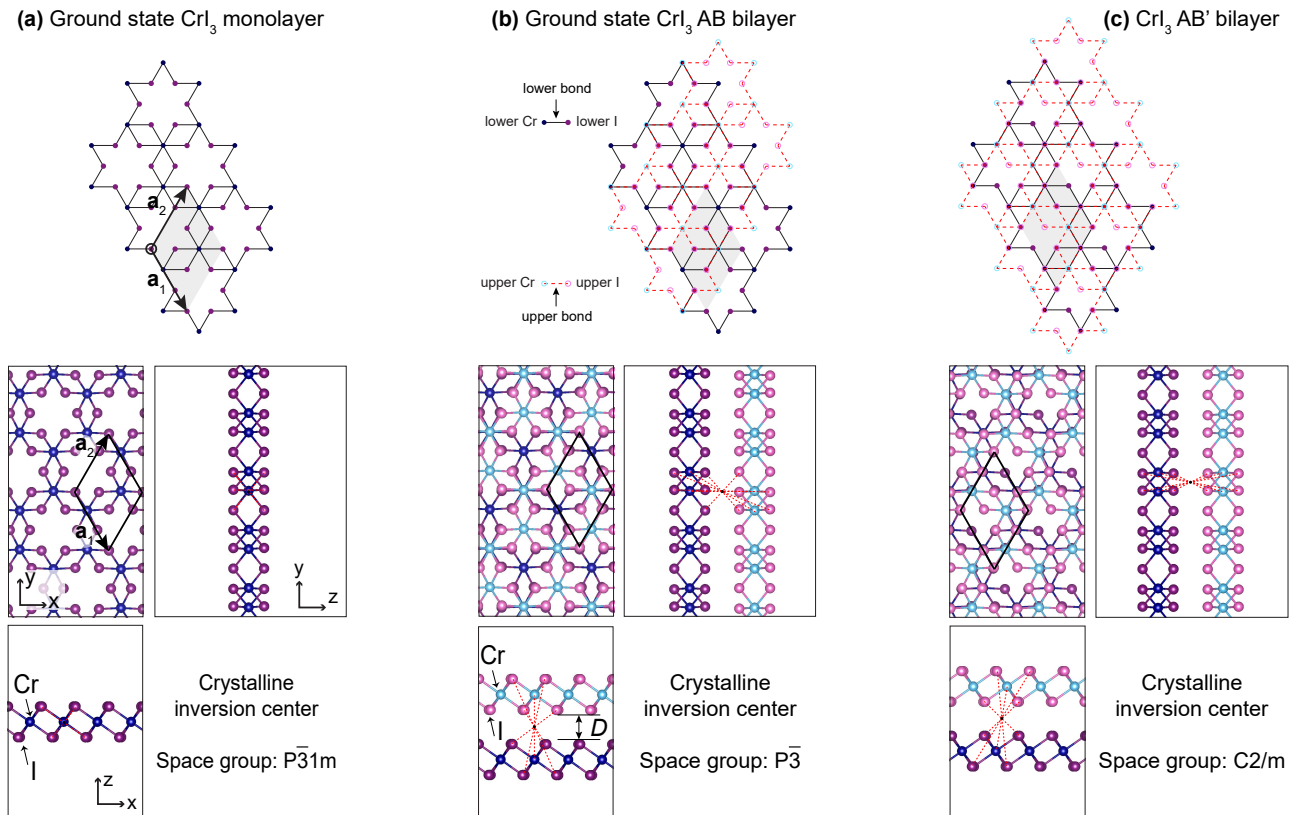 (a) Ground state CrI₃ monolayer
(b) Ground state CrI₃ AB bilayer
(c) CrI₃ AB’ bilayer
lower bond
lower Cr
lower I
a₂
a₁
upper Cr
upper I
upper bond
a₂
a₁
y
x
y
z
Cr
I
z
x
Crystalline
inversion center
Space group: P3̅1m
Cr
I
D
Crystalline
inversion center
Space group: P3̅
Crystalline
inversion center
Space group: C2/m